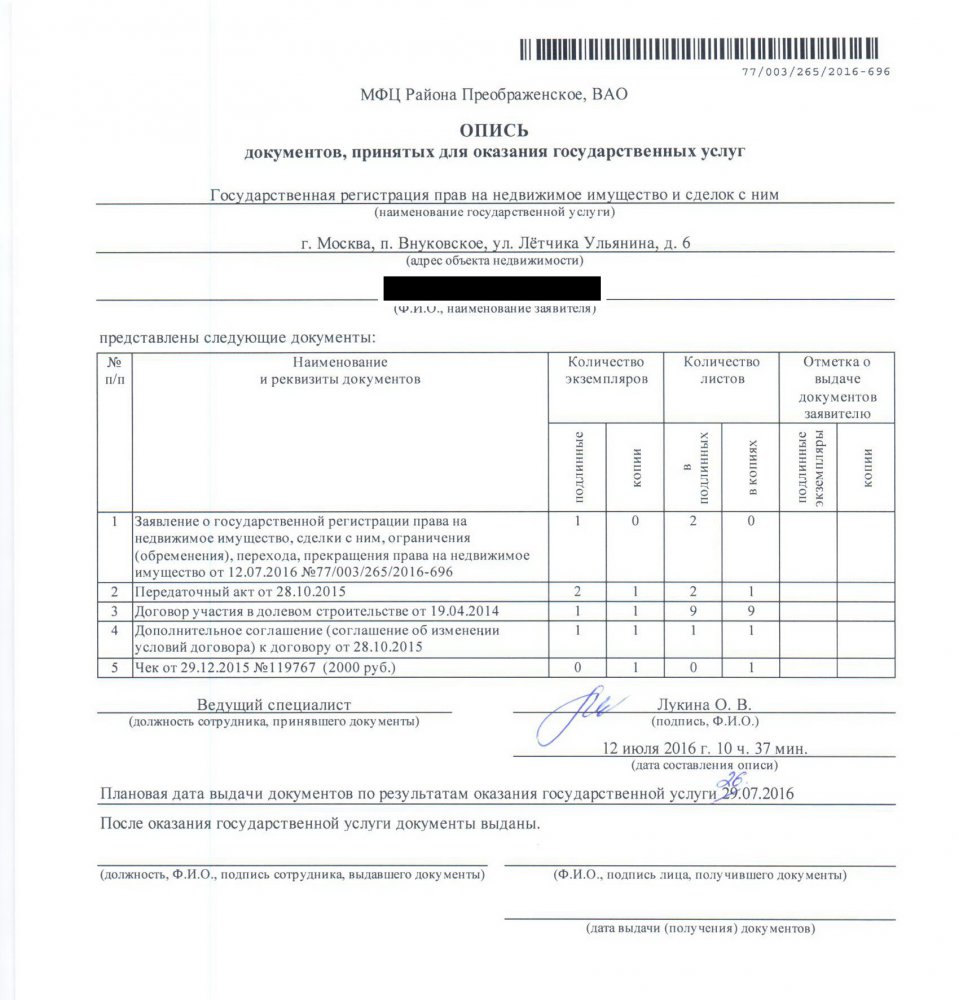 77/003/265/2016-696
МФЦ Района Преображенское, ВАО
ОПИСЬ
документов, принятых для оказания государственных услуг
Государственная регистрация прав на недвижимое имущество и сделок с ним
(наименование государственной услуги)
г. Москва, п. Внуковское, ул. Лётчика Ульянина, д. 6
(адрес объекта недвижимости)
(Ф.И.О., наименование заявителя)
представлены следующие документы:
№ п/п
Наименование и реквизиты документов
Количество экземпляров
Количество листов
Отметка о выдаче документов заявителю
подлинные
копии
в подлинных
в копиях
подлинные экземпляры
копии
1 Заявление о государственной регистрации права на 1 0 2 0
недвижимое имущество, сделки с ним, ограничения
(обременения), перехода, прекращения права на недвижимое
имущество от 12.07.2016 №77/003/265/2016-696
2 Передаточный акт от 28.10.2015 2 1 2 1
3 Договор участия в долевом строительстве от 19.04.2014 1 1 9 9
4 Дополнительное соглашение (соглашение об изменении 1 1 1 1
условий договора) к договору от 28.10.2015
5 Чек от 29.12.2015 №119767 (2000 руб.) 0 1 0 1
Ведущий специалист
(должность сотрудника, принявшего документы)
Лукина О. В.
(подпись, Ф.И.О.)
12 июля 2016 г. 10 ч. 37 мин.
(дата составления описи)
26
Плановая дата выдачи документов по результатам оказания государственной услуги 29.07.2016
После оказания государственной услуги документы выданы.
(должность, Ф.И.О., подпись сотрудника, выдавшего документы)
(Ф.И.О., подпись лица, получившего документы)
(дата выдачи (получения) документов)